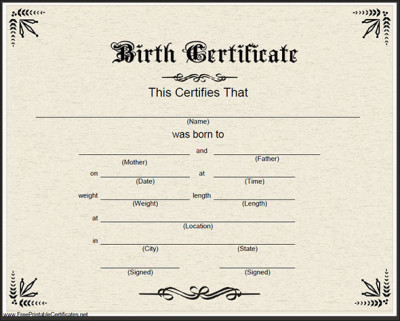 Birth Certificate
This Certifies That
(Name)
was born to
and
(Mother) (Father)
on at
(Date) (Time)
weight length
(Weight) (Length)
at
(Location)
in
(City) (State)
(Signed) (Signed)
www.FreePrintableCertificates.net